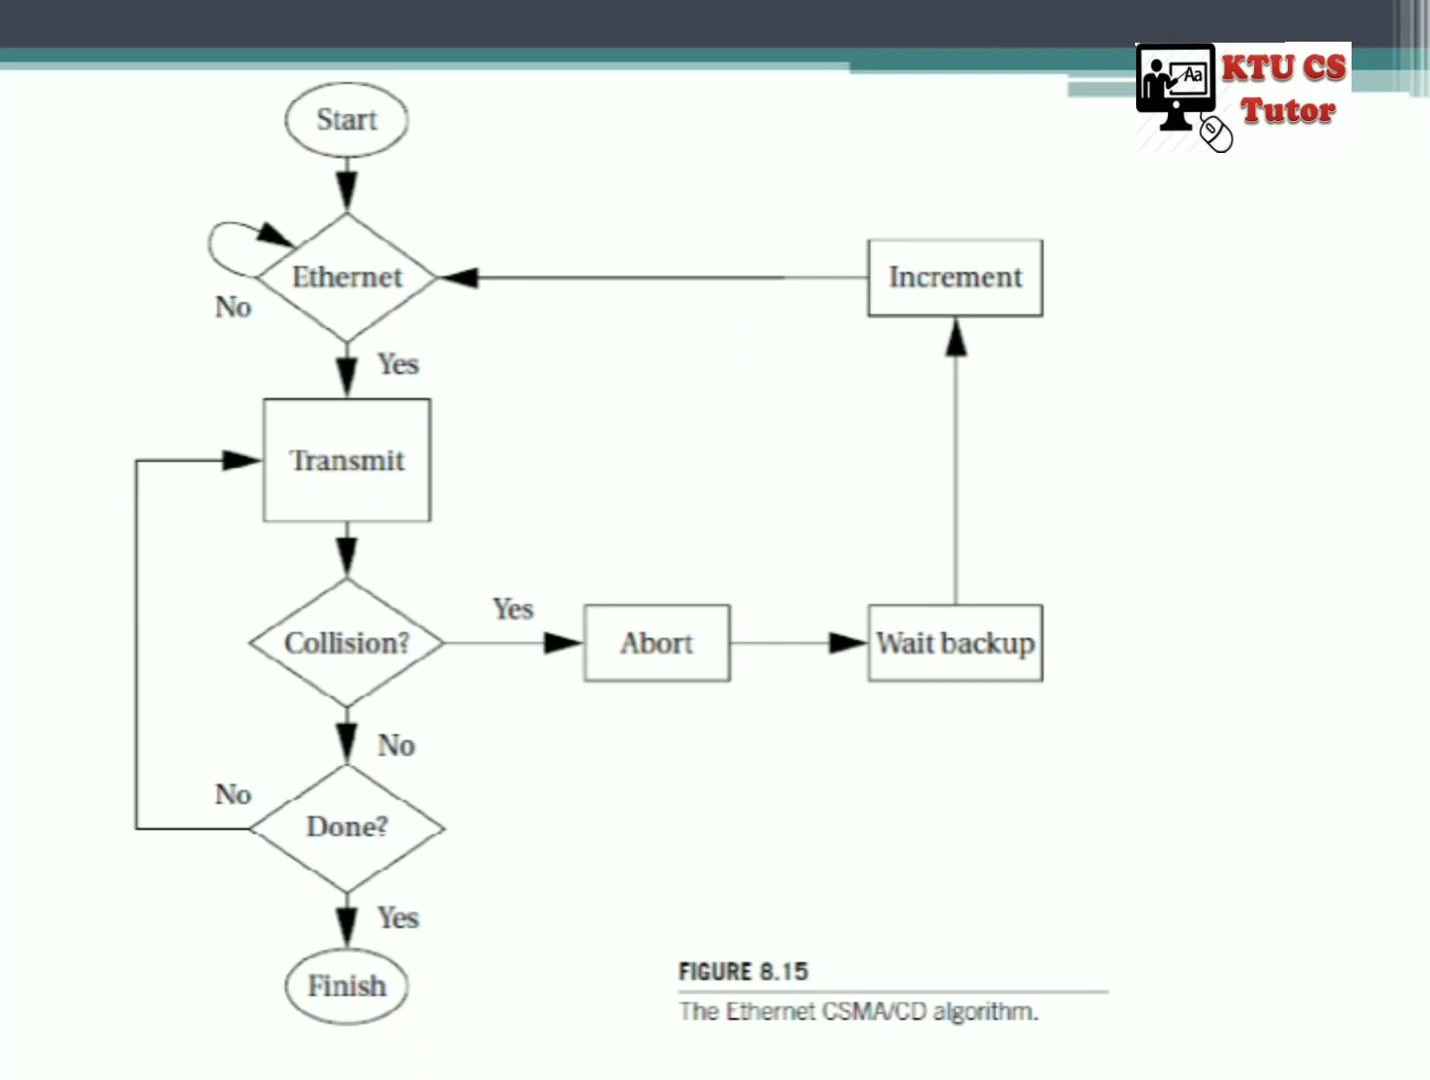 KTU CS
Tutor
Aa
Start
Ethernet
No
Yes
Increment
Transmit
Collision?
Yes
Abort
Wait backup
No
No
Done?
Yes
Finish
FIGURE 8.15
The Ethernet CSMA/CD algorithm.